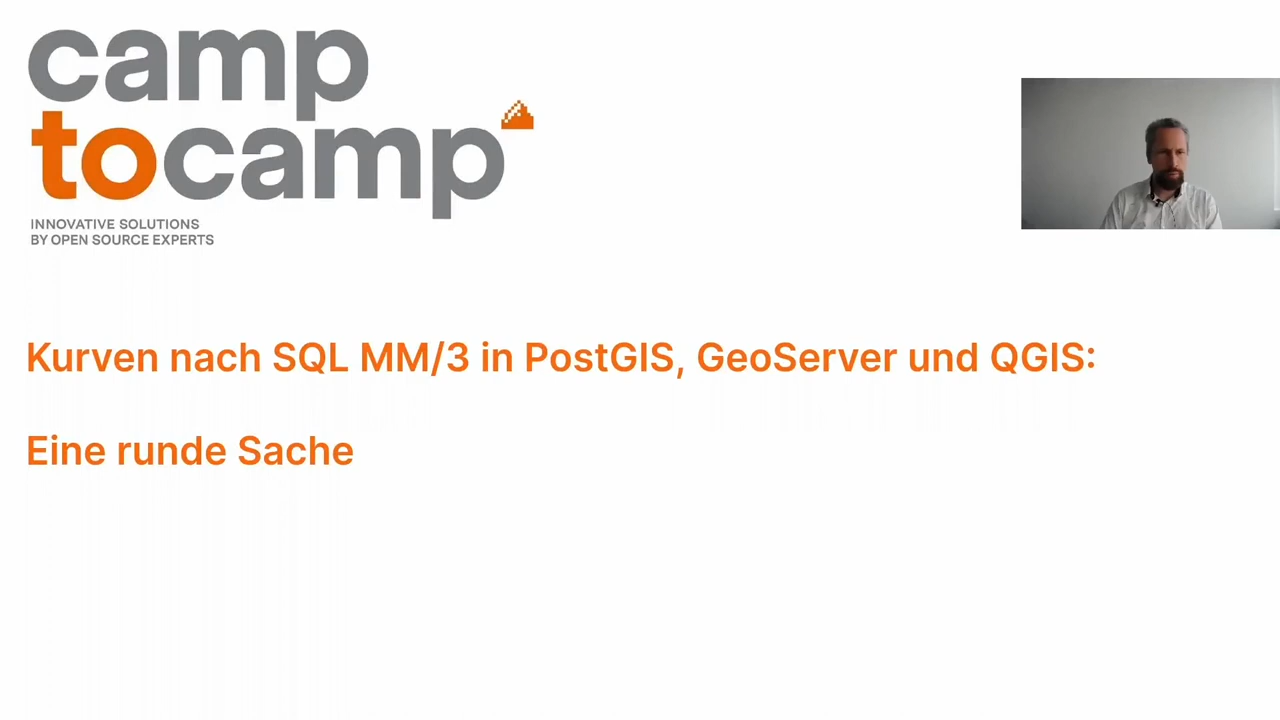 camp
tocamp
INNOVATIVE SOLUTIONS
BY OPEN SOURCE EXPERTS
Kurven nach SQL MM/3 in PostGIS, GeoServer und QGIS:
Eine runde Sache